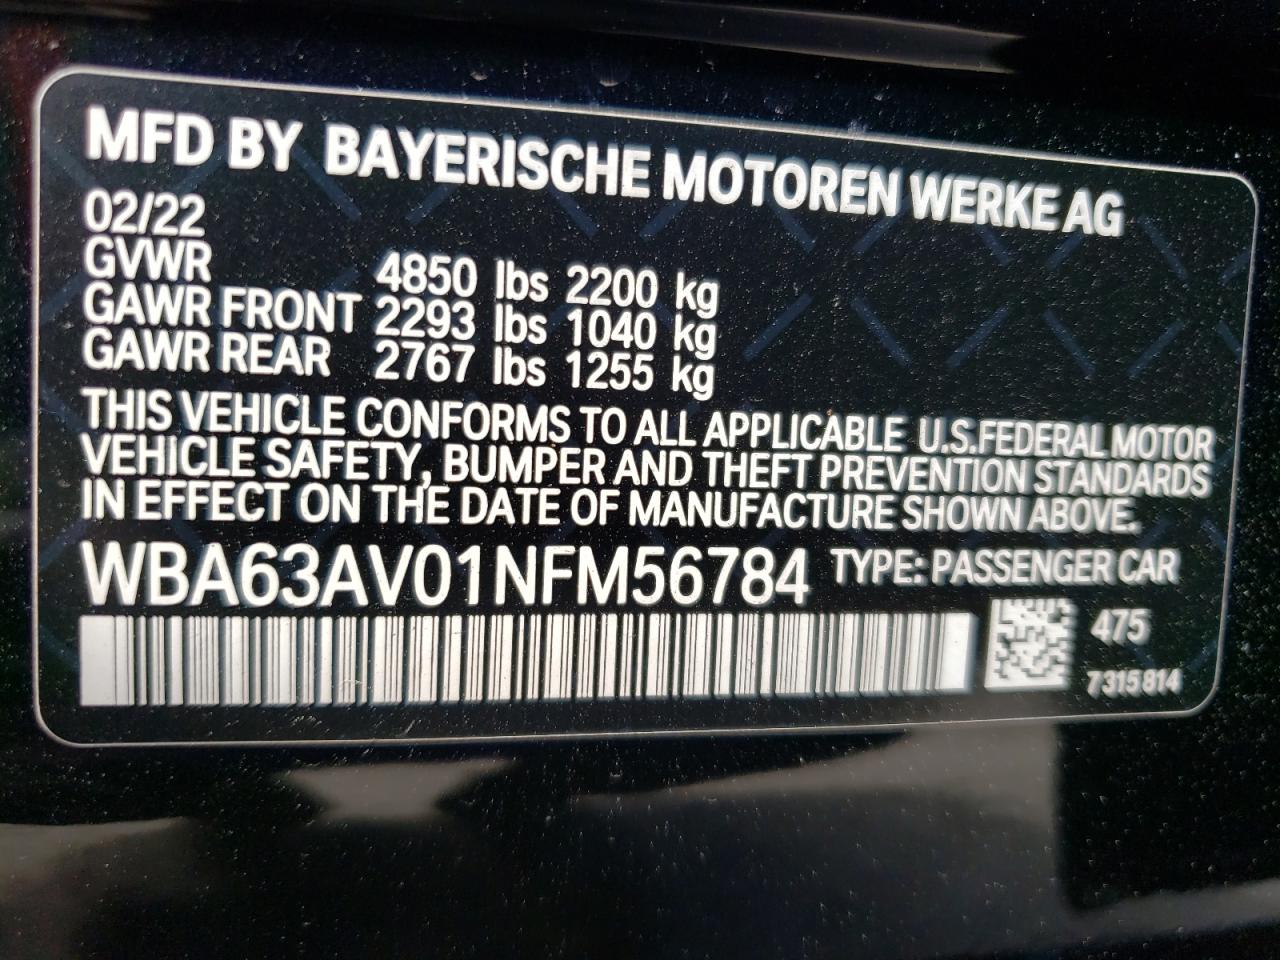 MFD BY BAYERISCHE MOTOREN WERKE AG
02/22
GVWR 4850 lbs 2200 kg
GAWR FRONT 2293 lbs 1040 kg
GAWR REAR 2767 lbs 1255 kg
THIS VEHICLE CONFORMS TO ALL APPLICABLE U.S.FEDERAL MOTOR
VEHICLE SAFETY, BUMPER AND THEFT PREVENTION STANDARDS
IN EFFECT ON THE DATE OF MANUFACTURE SHOWN ABOVE.
WBA63AV01NFM56784 TYPE: PASSENGER CAR
475
7315814